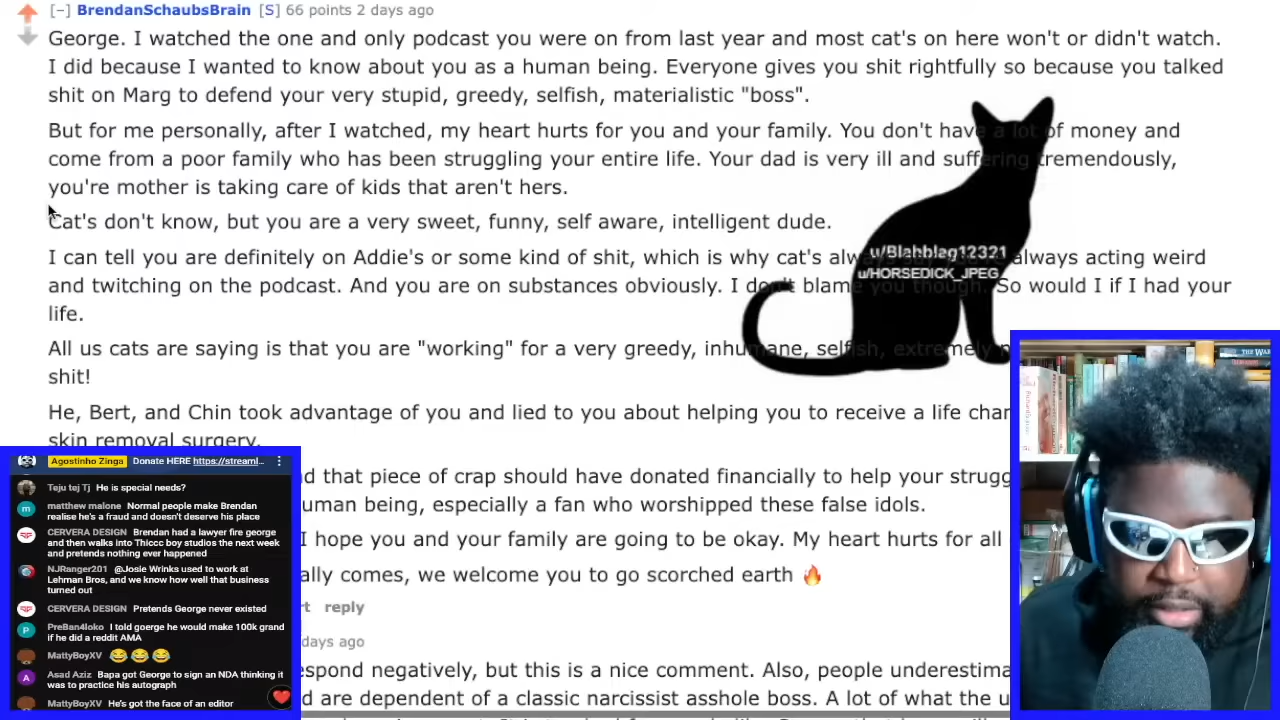 [–] BrendanSchaubsBrain [S] 66 points 2 days ago
George. I watched the one and only podcast you were on from last year and most cat's on here won't or didn't watch.
I did because I wanted to know about you as a human being. Everyone gives you shit rightfully so because you talked
shit on Marg to defend your very stupid, greedy, selfish, materialistic "boss".
But for me personally, after I watched, my heart hurts for you and your family. You don't have a lot of money and
come from a poor family who has been struggling your entire life. Your dad is very ill and suffering tremendously,
you're mother is taking care of kids that aren't hers.
Cat's don't know, but you are a very sweet, funny, self aware, intelligent dude.
u/Blahblag12321
I can tell you are definitely on Addie's or some kind of shit, which is why cat's always acting weird
u/HORSEDICK_JPEG
and twitching on the podcast. And you are on substances obviously. I don't blame you though. So would I if I had your
life.
All us cats are saying is that you are "working" for a very greedy, inhumane, selfish, extremely
shit!
He, Bert, and Chin took advantage of you and lied to you about helping you to receive a life
skin removal surgery.
that piece of crap should have donated financially to help your
human being, especially a fan who worshipped these false idols.
I hope you and your family are going to be okay. My heart hurts for all
comes, we welcome you to go scorched earth 🔥
reply
days ago
negatively, but this is a nice comment. Also, people
are dependent of a classic narcissist asshole boss. A lot of what the
Agostinho Zinga Donate HERE https://streaml...
Teju tej Tj He is special needs?
matthew malone Normal people make Brendan
realise he's a fraud and doesn't deserve his place
CERVERA DESIGN Brendan had a lawyer fire george
and then walks into Thiccc boy studios the next week
and pretends nothing ever happened
NJRanger201 @Josie Wrinks used to work at
Lehman Bros, and we know how well that business
turned out
CERVERA DESIGN Pretends George never existed
PreBan4loko I told goerge he would make 100k grand
if he did a reddit AMA
MattyBoyXV 😂😂😂
Asad Aziz Bapa got George to sign an NDA thinking it
was to practice his autograph
MattyBoyXV He's got the face of an editor